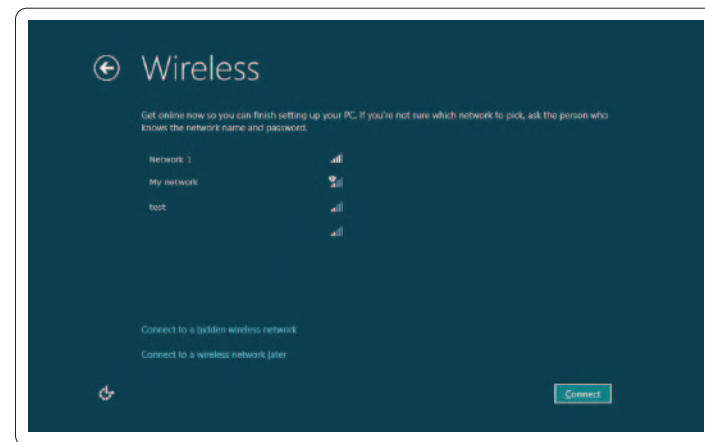 Wireless
Get online now so you can finish setting up your PC. If you're not sure which network to pick, ask the person who
knows the network name and password.
Network 1
My network
test
Connect to a hidden wireless network
Connect to a wireless network later
Connect